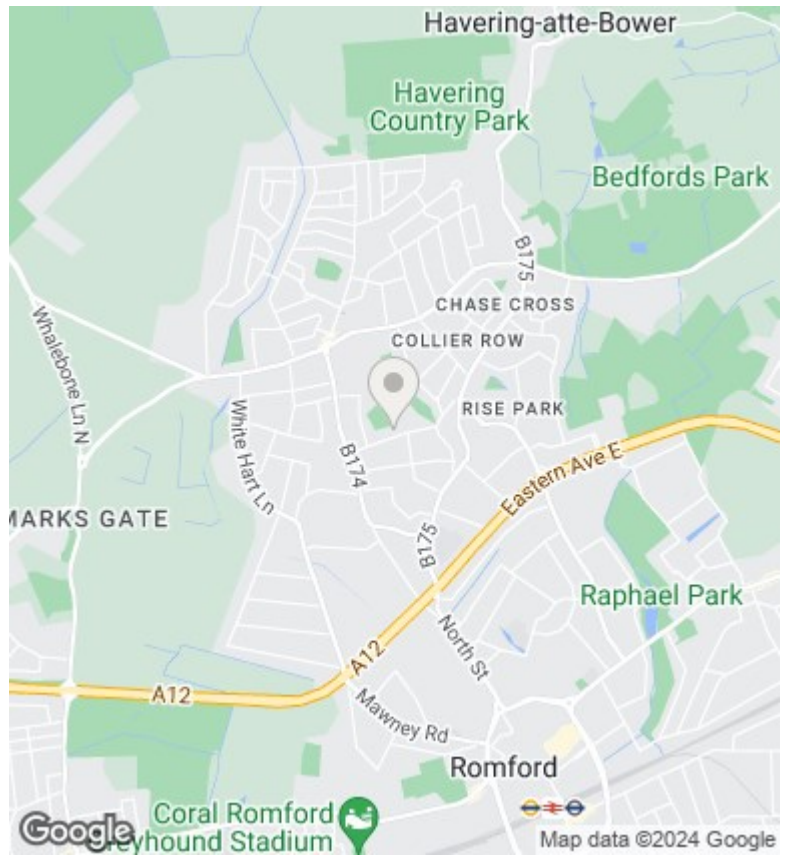 Havering-atte-Bower
Havering
Country Park
Bedfords Park
B175
CHASE CROSS
COLLIER ROW
Whalebone Ln N
White Hart Ln
RISE PARK
B174
Eastern Ave E
MARKS GATE
B175
Raphael Park
North St
A12
A12
Mawney Rd
Romford
Coral Romford
Greyhound Stadium
Google
Map data ©2024 Google